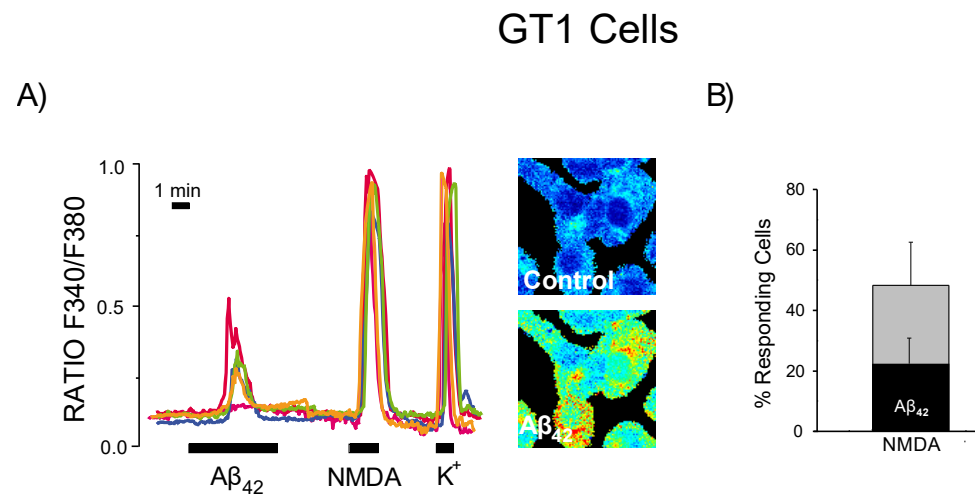 GT1 Cells
A)
B)
RATIO F340/F380
1.0
0.5
0.0
1 min
Aβ42
NMDA
K+
Control
Aβ42
% Responding Cells
80
60
40
20
0
Aβ42
NMDA